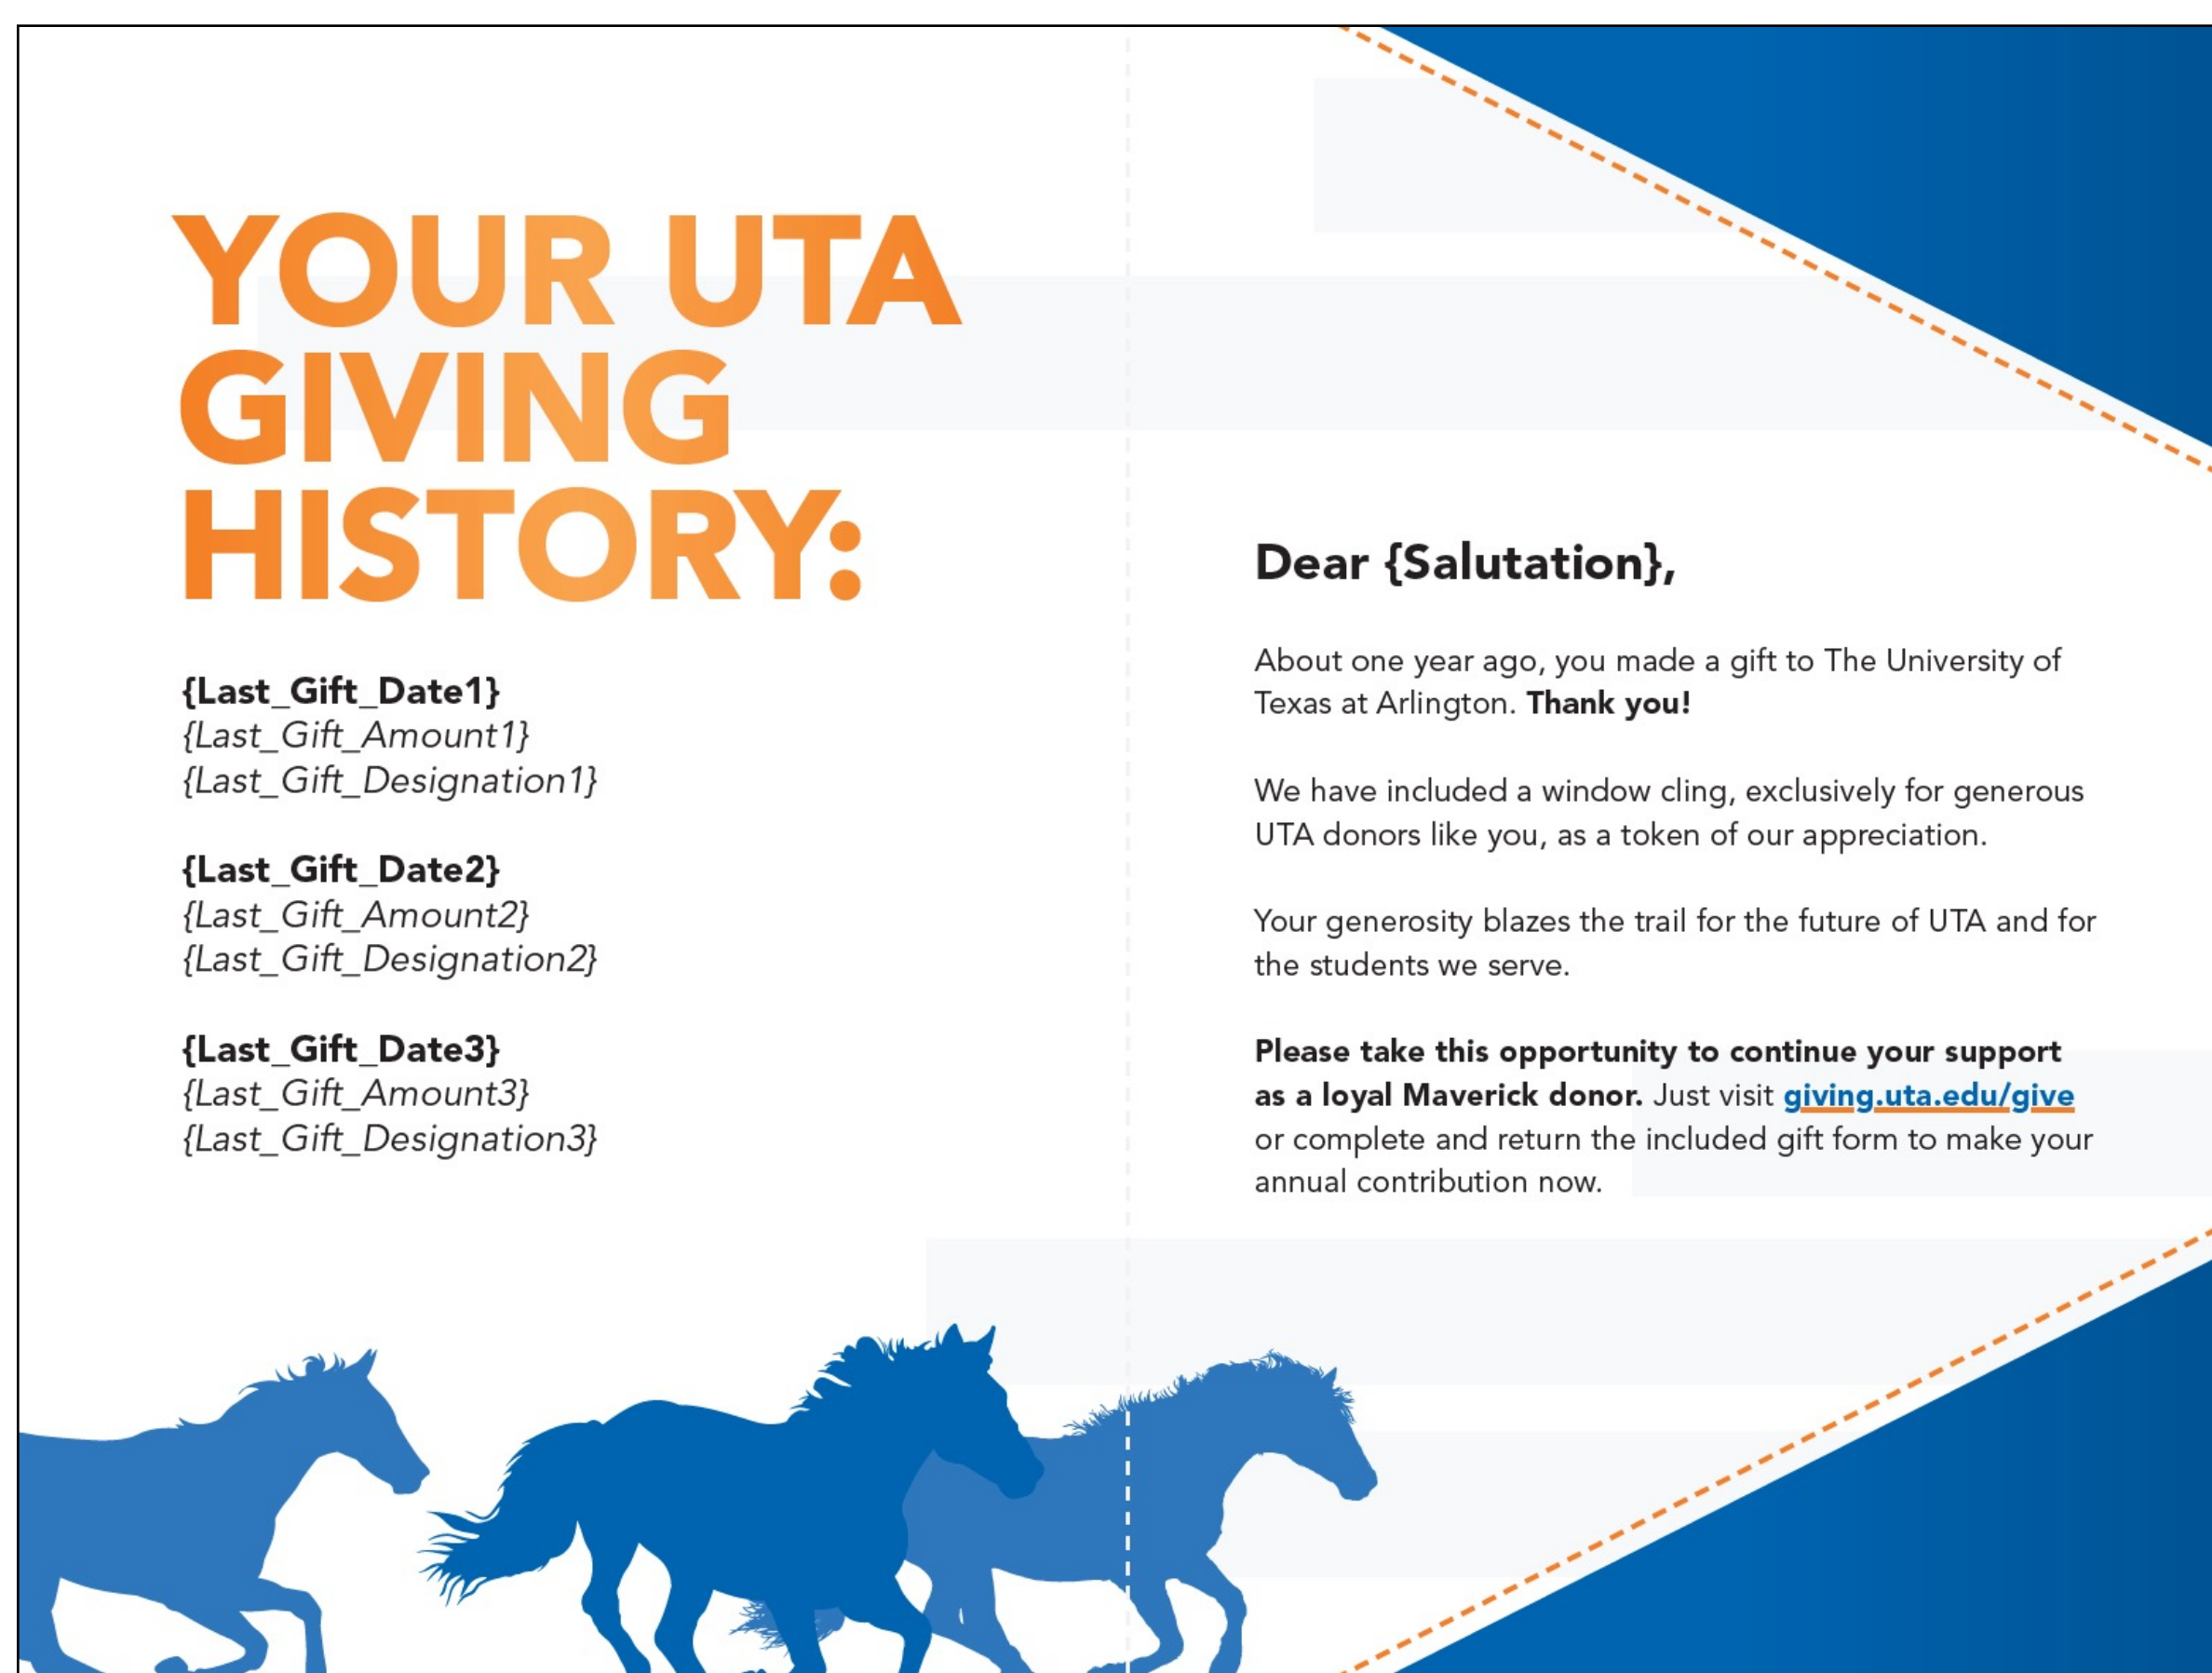 YOUR UTA
GIVING
HISTORY:
{Last_Gift_Date1}
{Last_Gift_Amount1}
{Last_Gift_Designation1}
{Last_Gift_Date2}
{Last_Gift_Amount2}
{Last_Gift_Designation2}
{Last_Gift_Date3}
{Last_Gift_Amount3}
{Last_Gift_Designation3}
Dear {Salutation},
About one year ago, you made a gift to The University of
Texas at Arlington. Thank you!
We have included a window cling, exclusively for generous
UTA donors like you, as a token of our appreciation.
Your generosity blazes the trail for the future of UTA and for
the students we serve.
Please take this opportunity to continue your support
as a loyal Maverick donor. Just visit giving.uta.edu/give
or complete and return the included gift form to make your
annual contribution now.